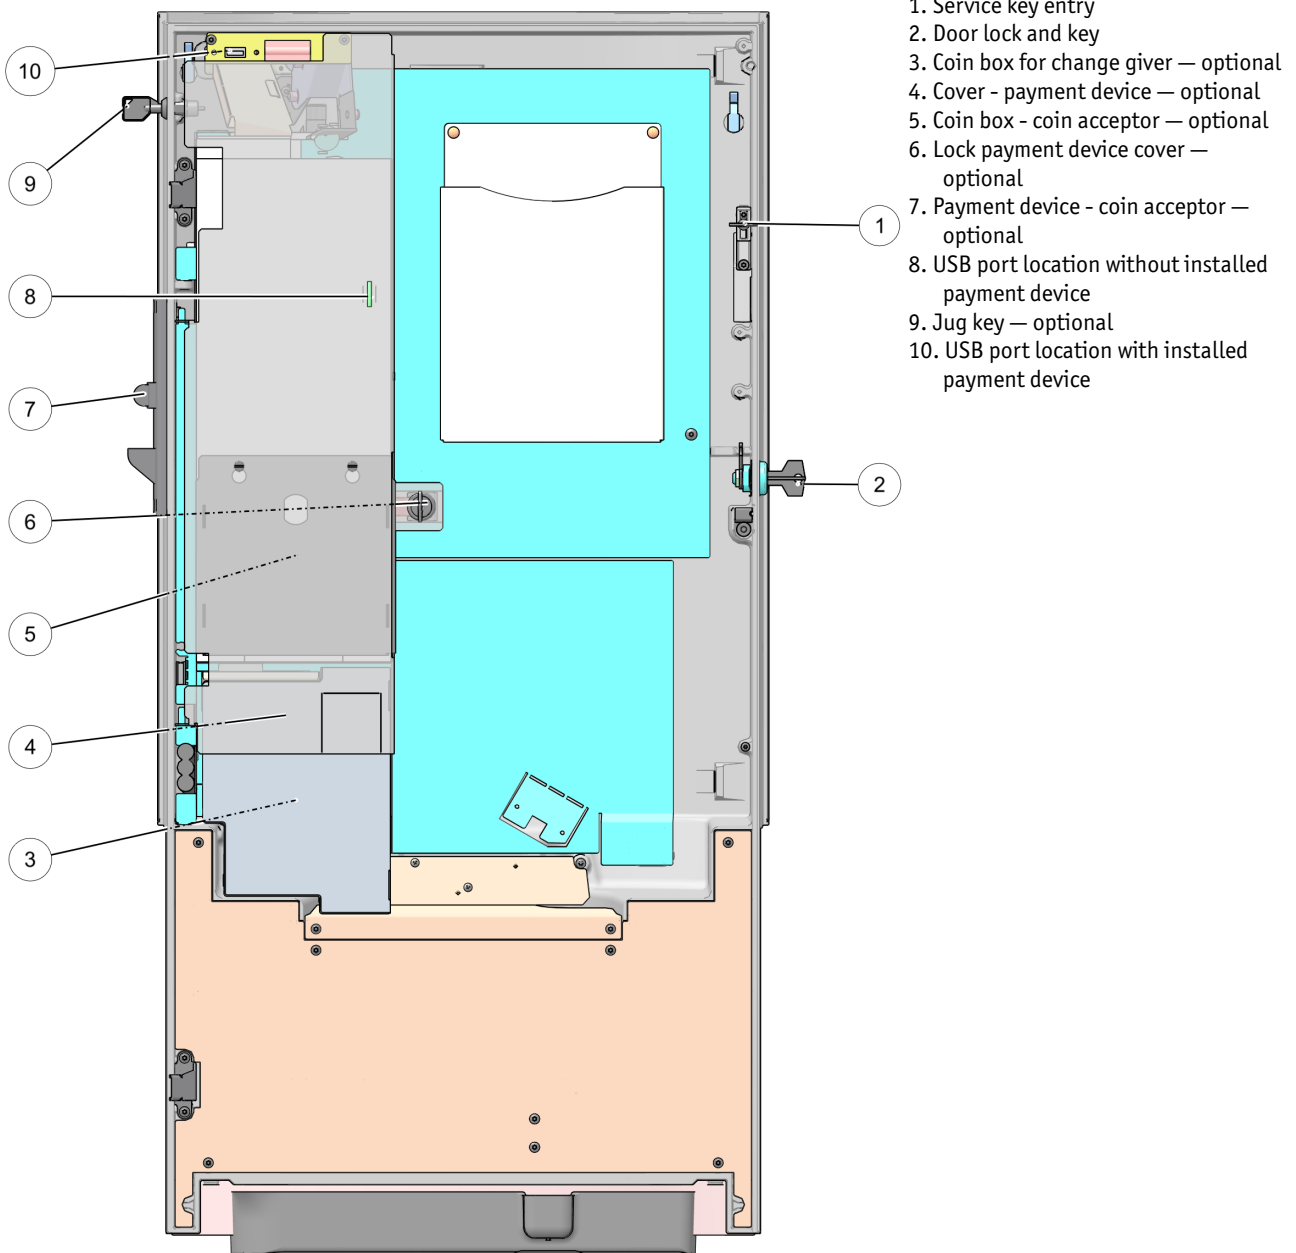 1. Service key entry
2. Door lock and key
3. Coin box for change giver — optional
4. Cover - payment device — optional
5. Coin box - coin acceptor — optional
6. Lock payment device cover —
optional
7. Payment device - coin acceptor —
optional
8. USB port location without installed
payment device
9. Jug key — optional
10. USB port location with installed
payment device
10
9
8
7
6
5
4
3
1
2